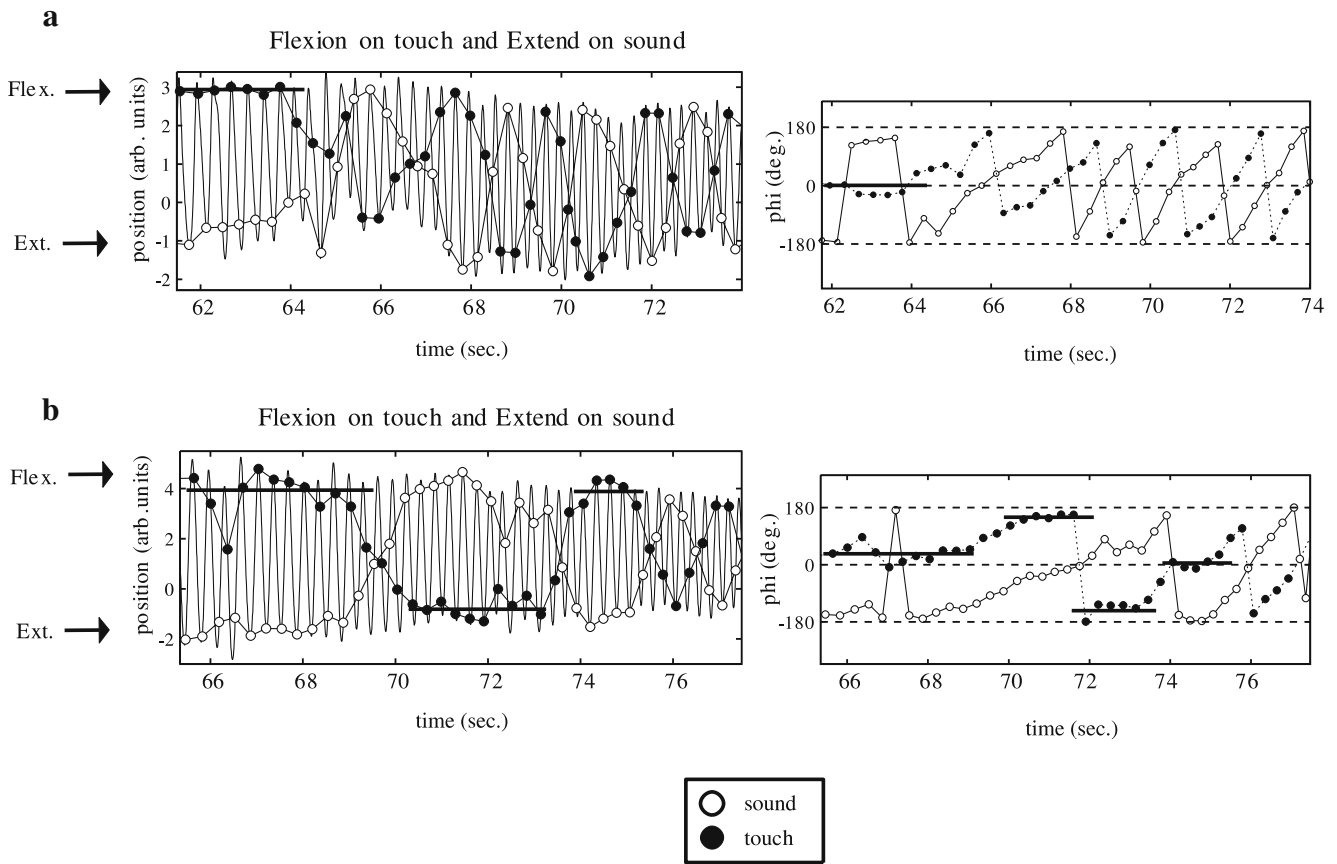 a
Flexion on touch and Extend on sound
Flex.
Ext.
position (arb. units)
3
2
1
0
-1
-2
62 64 66 68 70 72
time (sec.)
phi (deg.)
180
0
-180
62 64 66 68 70 72 74
time (sec.)
b
Flexion on touch and Extend on sound
Flex.
Ext.
position (arb.units)
4
2
0
-2
66 68 70 72 74 76
time (sec.)
phi (deg.)
180
0
-180
66 68 70 72 74 76
time (sec.)
sound
touch